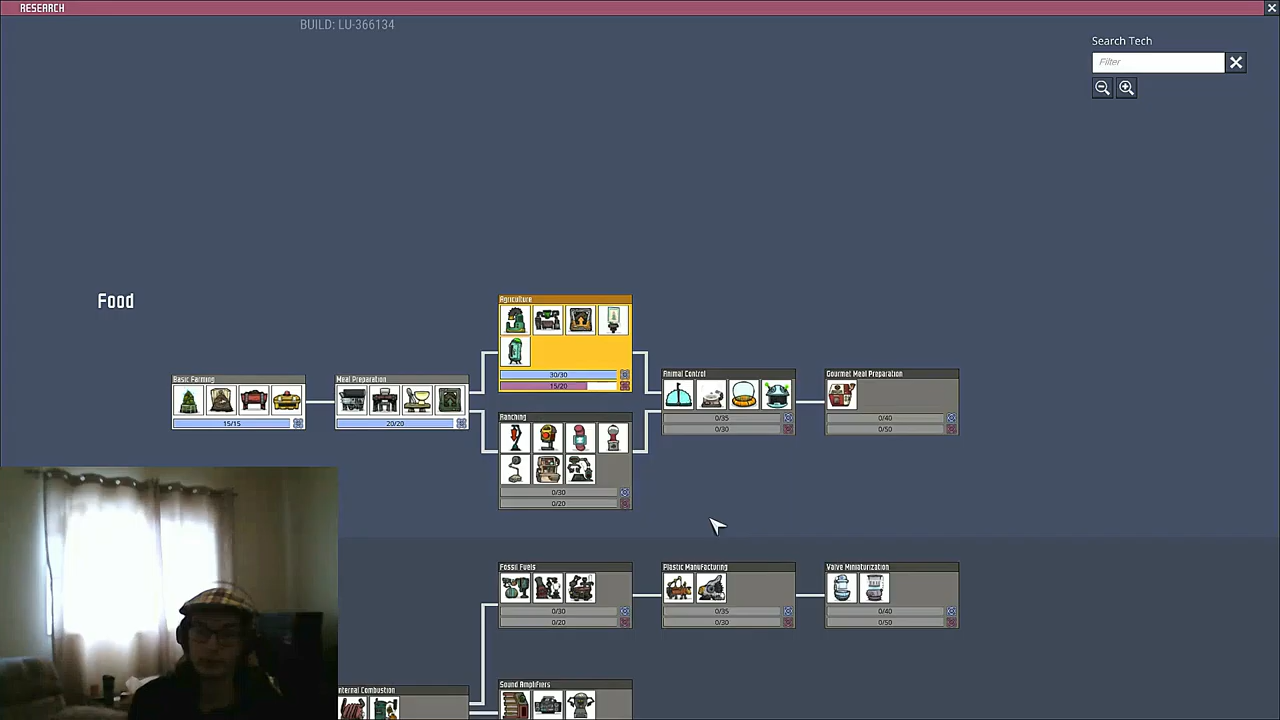 RESEARCH
BUILD: LU-366134
Search Tech
Filter
Food
Agriculture
30/30
15/20
Basic Farming
15/15
Meal Preparation
20/20
Animal Control
0/35
0/30
Gourmet Meal Preparation
0/40
0/50
Ranching
0/30
0/20
Fossil Fuels
0/30
0/20
Plastic Manufacturing
0/35
0/30
Valve Miniaturization
0/40
0/50
Internal Combustion
Sound Amplifiers